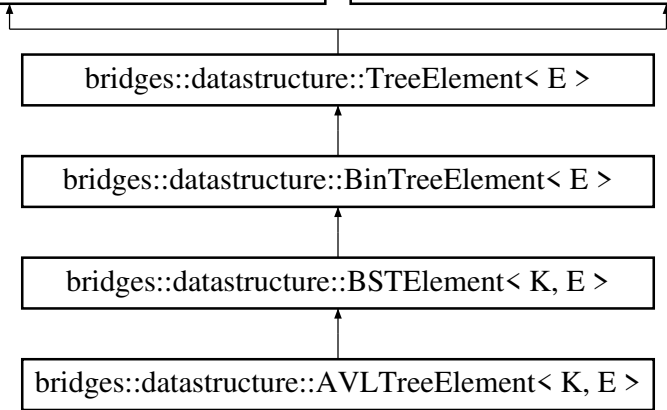 bridges::datastructure::TreeElement< E >
bridges::datastructure::BinTreeElement< E >
bridges::datastructure::BSTElement< K, E >
bridges::datastructure::AVLTreeElement< K, E >